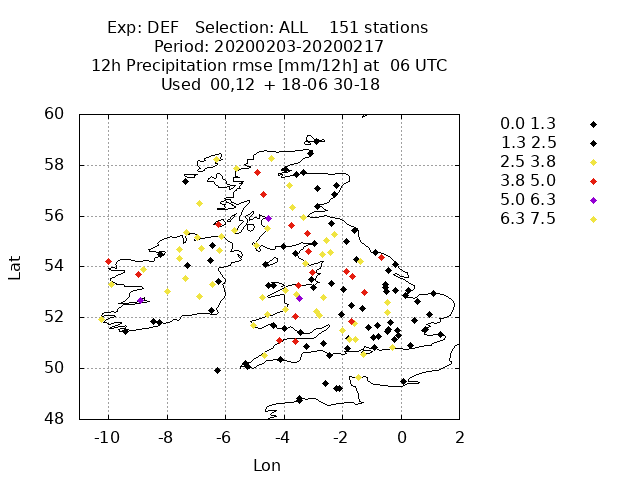 Exp: DEF Selection: ALL 151 stations
Period: 20200203-20200217
12h Precipitation rmse [mm/12h] at 06 UTC
Used 00,12 + 18-06 30-18
60
58
56
54
52
50
48
Lat
-10 -8 -6 -4 -2 0 2
Lon
0.0 1.3
1.3 2.5
2.5 3.8
3.8 5.0
5.0 6.3
6.3 7.5